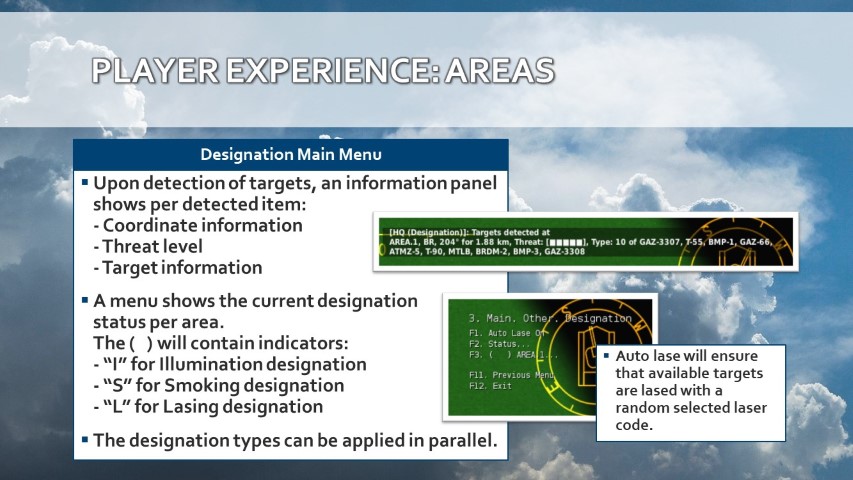 PLAYER EXPERIENCE: AREAS
Designation Main Menu
▪ Upon detection of targets, an information panel
shows per detected item:
- Coordinate information
- Threat level
- Target information
▪ A menu shows the current designation
status per area.
The (   ) will contain indicators:
- “I” for Illumination designation
- “S” for Smoking designation
- “L” for Lasing designation
▪ The designation types can be applied in parallel.
[HQ (Designation)]: Targets detected at
AREA.1, BR, 204° for 1.88 km, Threat: [■■■■■], Type: 10 of GAZ-3307, T-55, BMP-1, GAZ-66,
ATMZ-5, T-90, MTLB, BRDM-2, BMP-3, GAZ-3308
3. Main. Other. Designation
F1. Auto Lase
F2. Status...
F3. (   ) AREA.1...
F11. Previous Menu
F12. Exit
▪ Auto lase will ensure
that available targets
are lased with a
random selected laser
code.